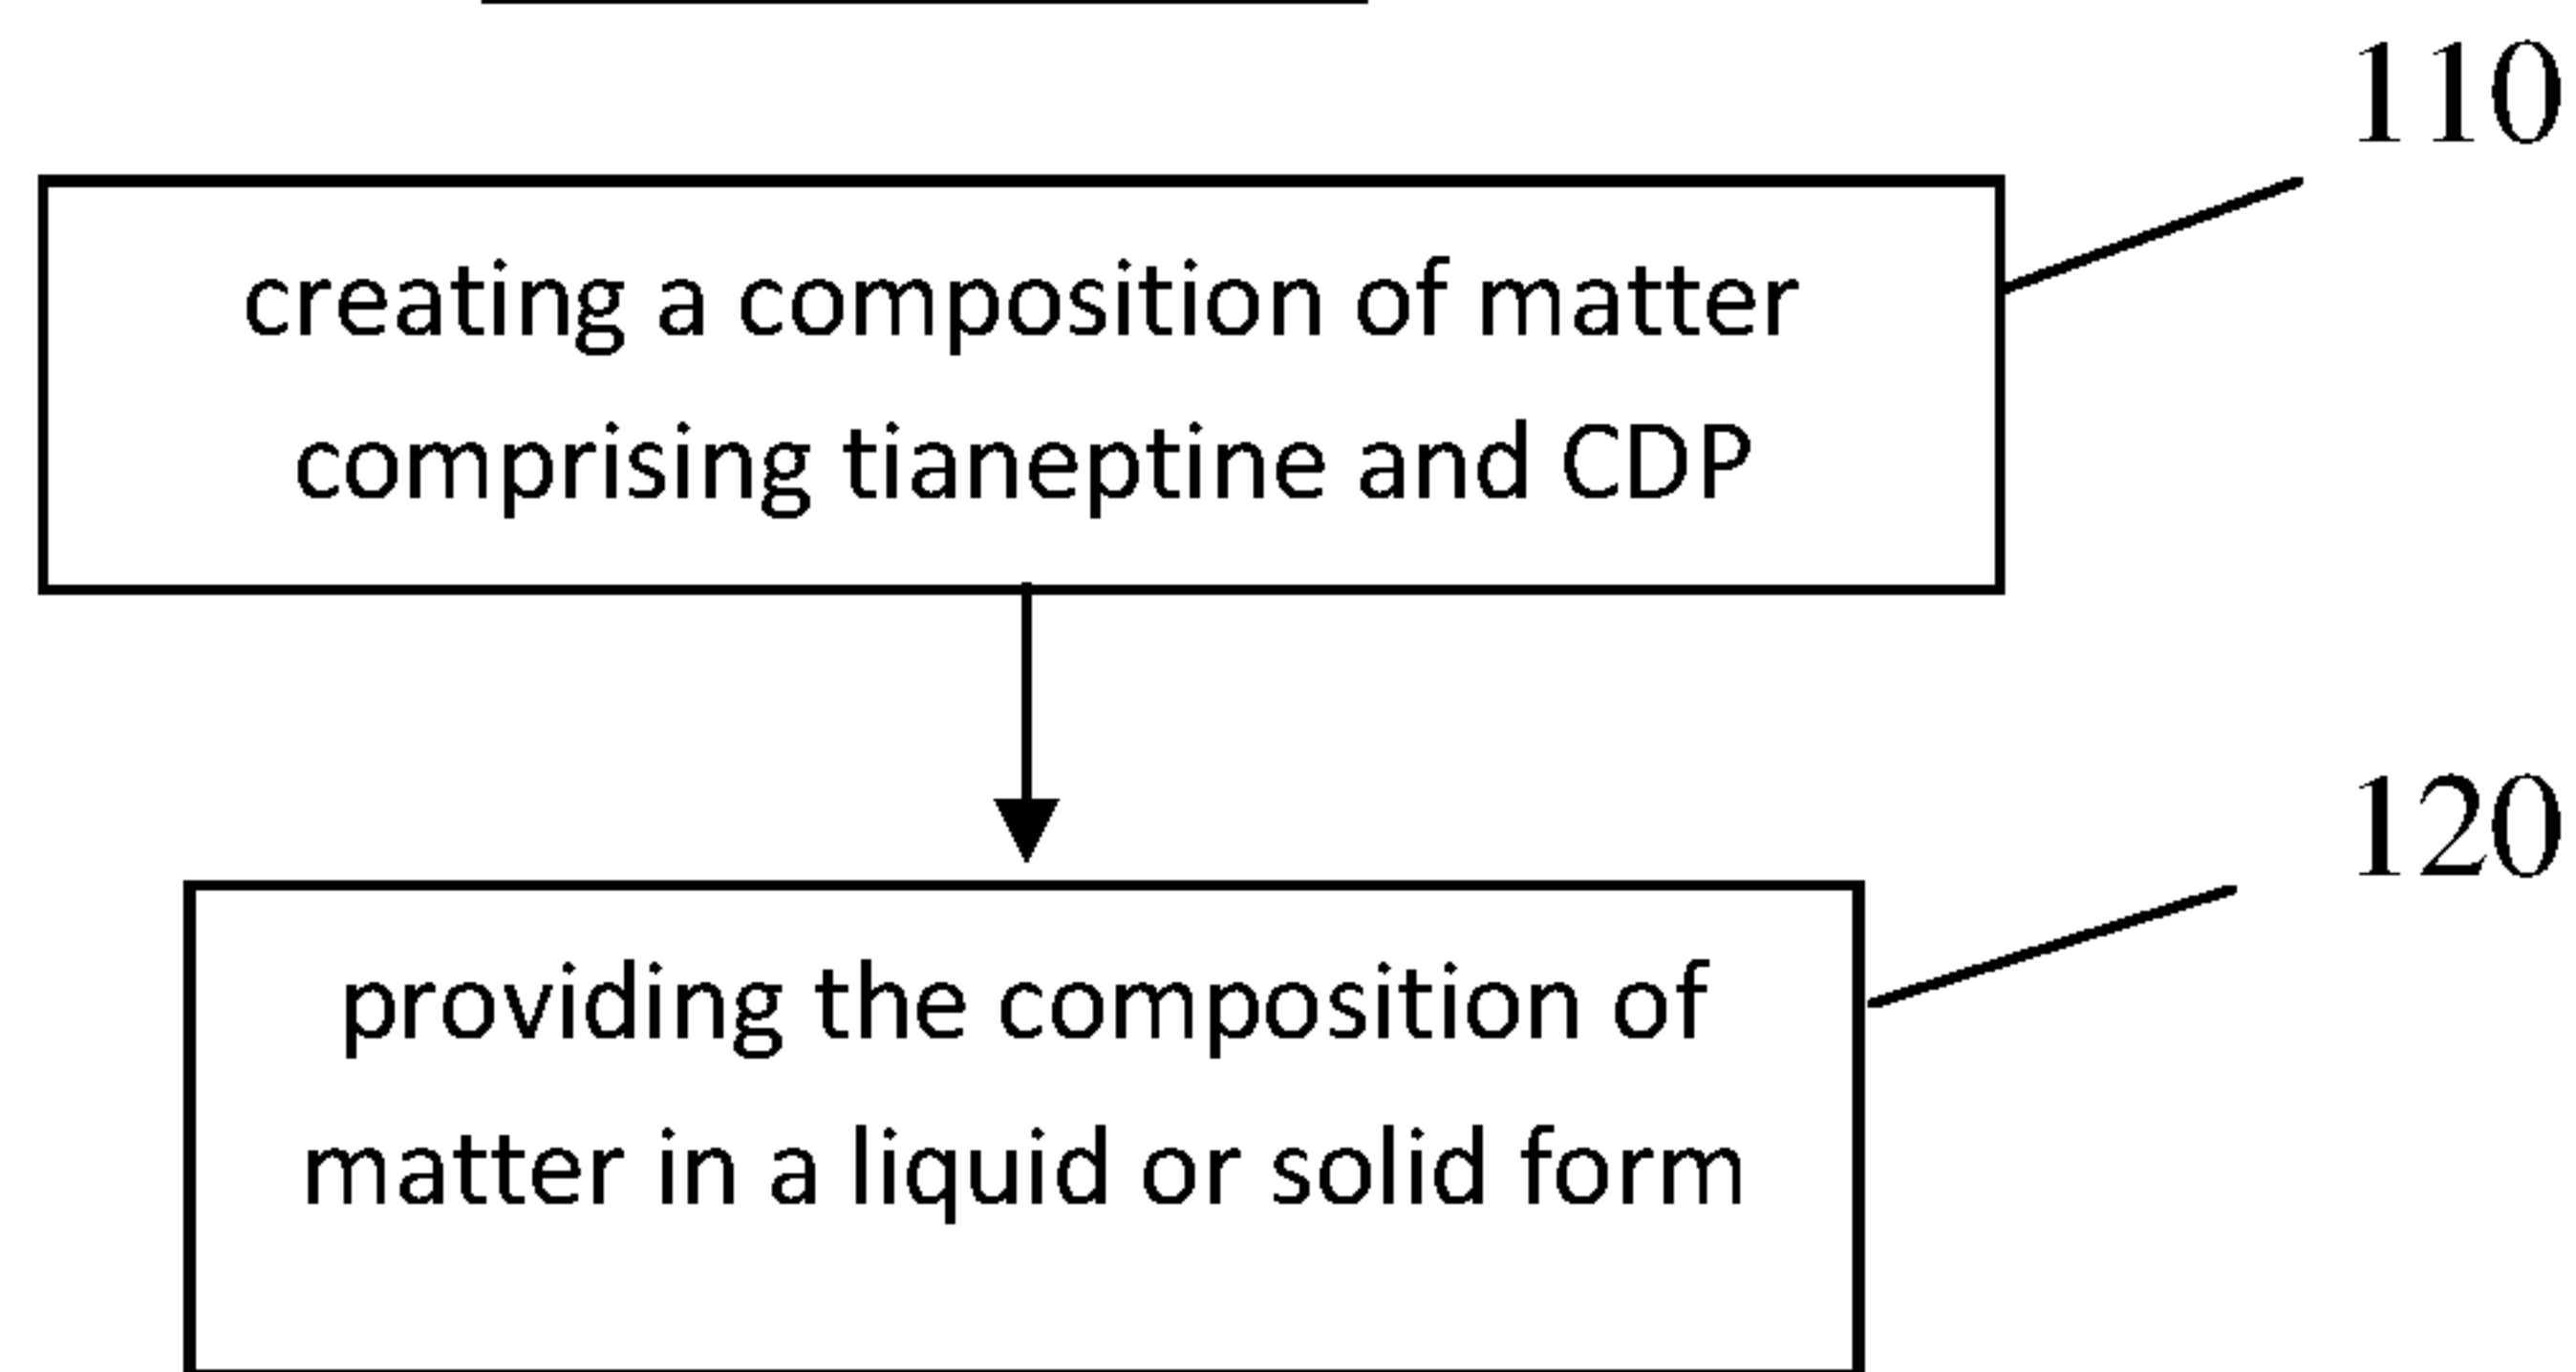 110
creating a composition of matter
comprising tianeptine and CDP
120
providing the composition of
matter in a liquid or solid form